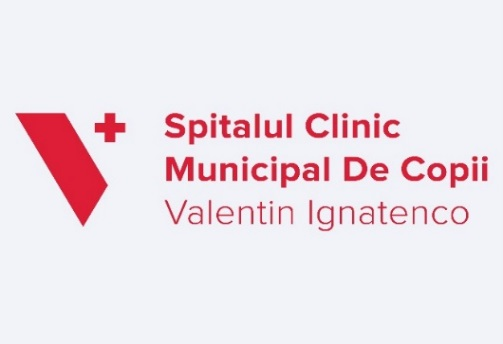 Spitalul Clinic
Municipal De Copii
Valentin Ignatenco